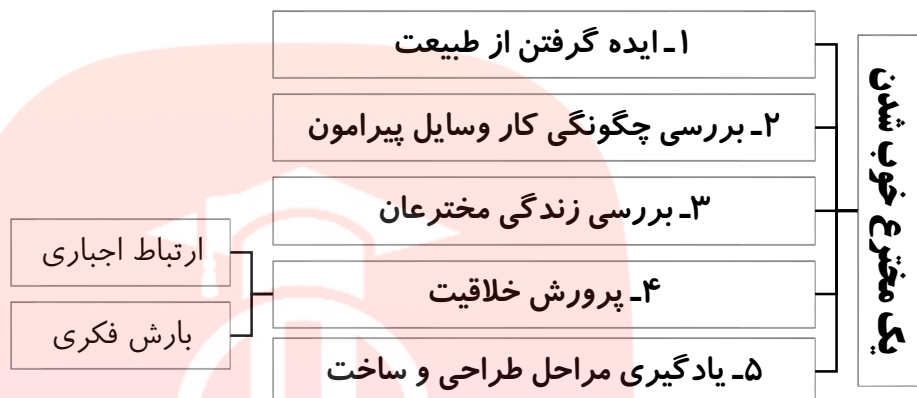 یک مخترع خوب شدن
۱ـ ایده گرفتن از طبیعت
۲ـ بررسی چگونگی کار وسایل پیرامون
۳ـ بررسی زندگی مخترعان
۴ـ پرورش خلاقیت
ارتباط اجباری
بارش فکری
۵ـ یادگیری مراحل طراحی و ساخت